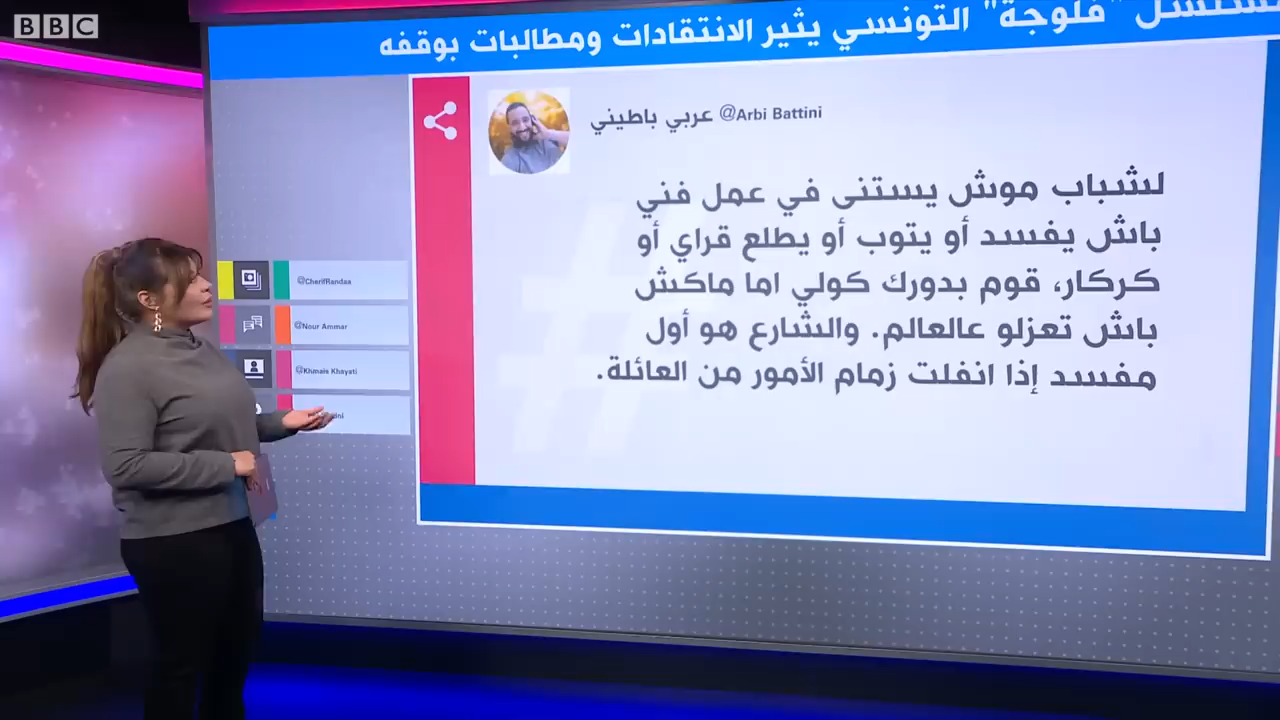 BBC
"فلوجة" التونسي يثير الانتقادات ومطالبات بوقفه
عربي باطيني @Arbi Battini
لشباب موش يستنى في عمل فني
باش يفسد أو يتوب أو يطلع قراي أو
كركار، قوم بدورك كولي اما ماكش
باش تعزلو عالعالم. والشارع هو أول
مفسد إذا انفلت زمام الأمور من العائلة.
@CherifRandaa
@Nour Ammar
@Khmais Khayati